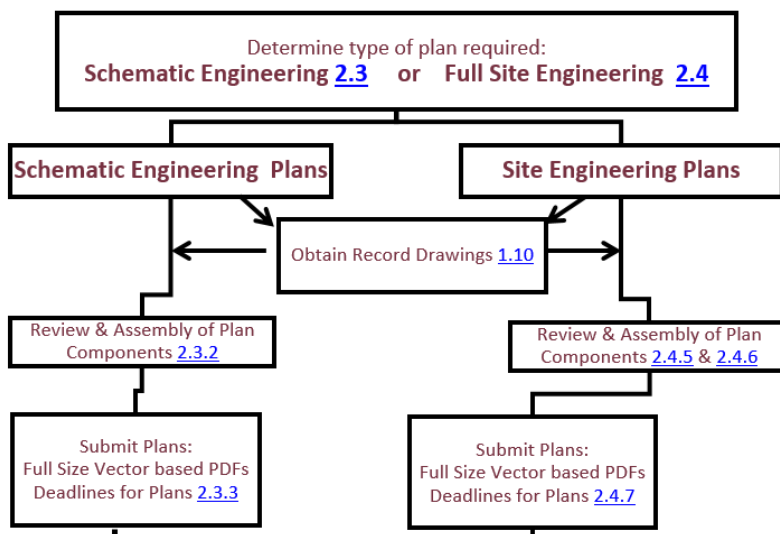 Determine type of plan required:
Schematic Engineering 2.3 or Full Site Engineering 2.4
Schematic Engineering Plans
Site Engineering Plans
Obtain Record Drawings 1.10
Review & Assembly of Plan
Components 2.3.2
Review & Assembly of Plan
Components 2.4.5 & 2.4.6
Submit Plans:
Full Size Vector based PDFs
Deadlines for Plans 2.3.3
Submit Plans:
Full Size Vector based PDFs
Deadlines for Plans 2.4.7